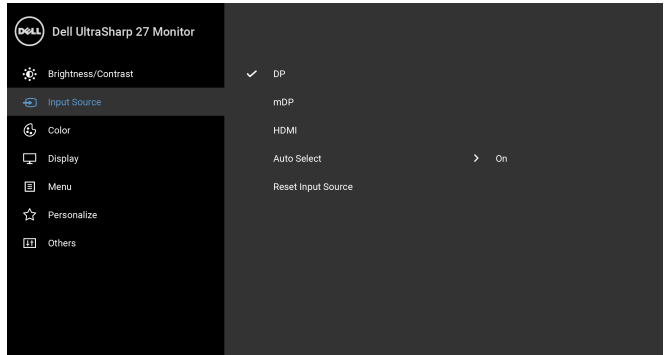 DELL Dell UltraSharp 27 Monitor
Brightness/Contrast
Input Source
Color
Display
Menu
Personalize
Others
DP
mDP
HDMI
Auto Select On
Reset Input Source